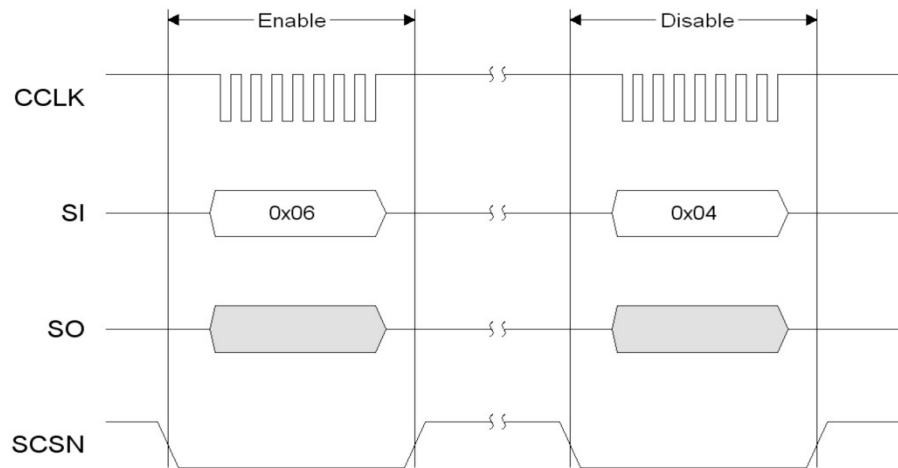 Enable
Disable
CCLK
SI
0x06
0x04
SO
SCSN